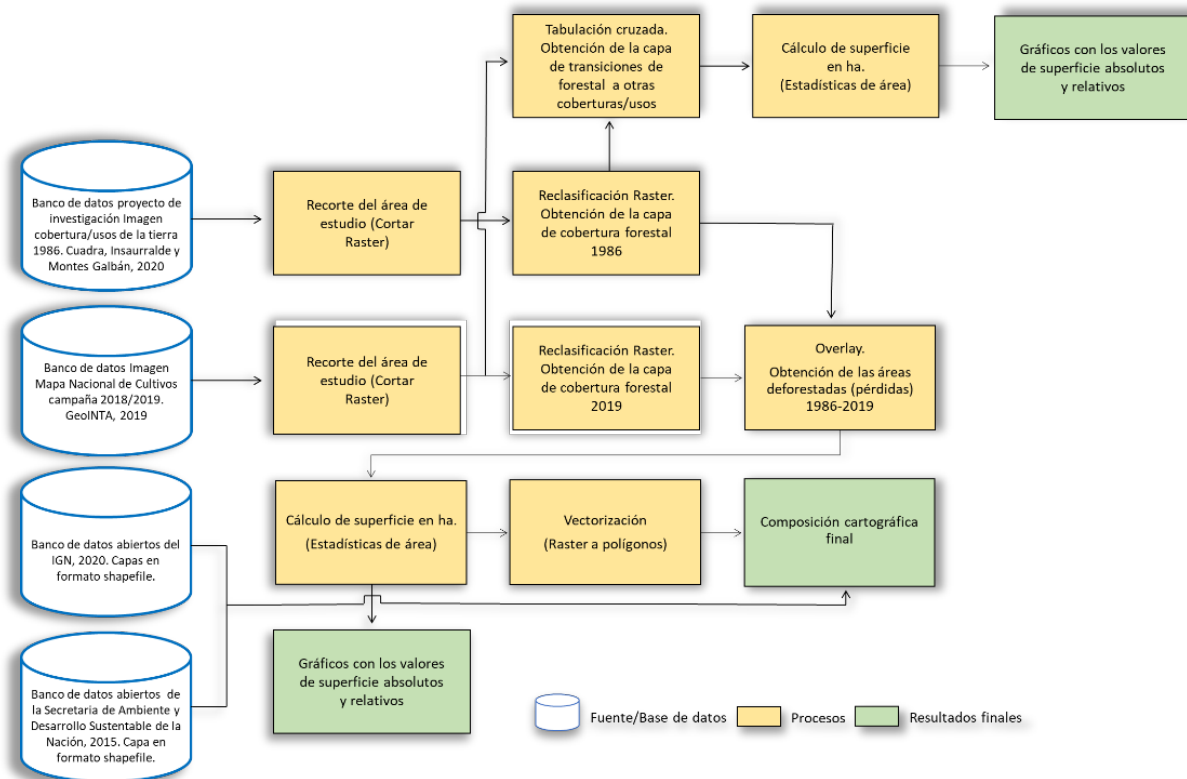 Tabulación cruzada.
Obtención de la capa
de transiciones de
forestal a otras
coberturas/usos
Cálculo de superficie
en ha.
(Estadísticas de área)
Gráficos con los valores
de superficie absolutos
y relativos
Banco de datos proyecto de
investigación Imagen
cobertura/usos de la tierra
1986. Cuadra, Insaurralde y
Montes Galbán, 2020
Recorte del área de
estudio (Cortar
Raster)
Reclasificación Raster.
Obtención de la capa
de cobertura forestal
1986
Banco de datos Imagen
Mapa Nacional de Cultivos
campaña 2018/2019.
GeoINTA, 2019
Recorte del área de
estudio (Cortar
Raster)
Reclasificación Raster.
Obtención de la capa
de cobertura forestal
2019
Overlay.
Obtención de las áreas
deforestadas (pérdidas)
1986-2019
Banco de datos abiertos del
IGN, 2020. Capas en
formato shapefile.
Cálculo de superficie en ha.
(Estadísticas de área)
Vectorización
(Raster a polígonos)
Composición cartográfica
final
Banco de datos abiertos de
la Secretaria de Ambiente y
Desarrollo Sustentable de la
Nación, 2015. Capa en
formato shapefile.
Gráficos con los valores
de superficie absolutos
y relativos
Fuente/Base de datos
Procesos
Resultados finales